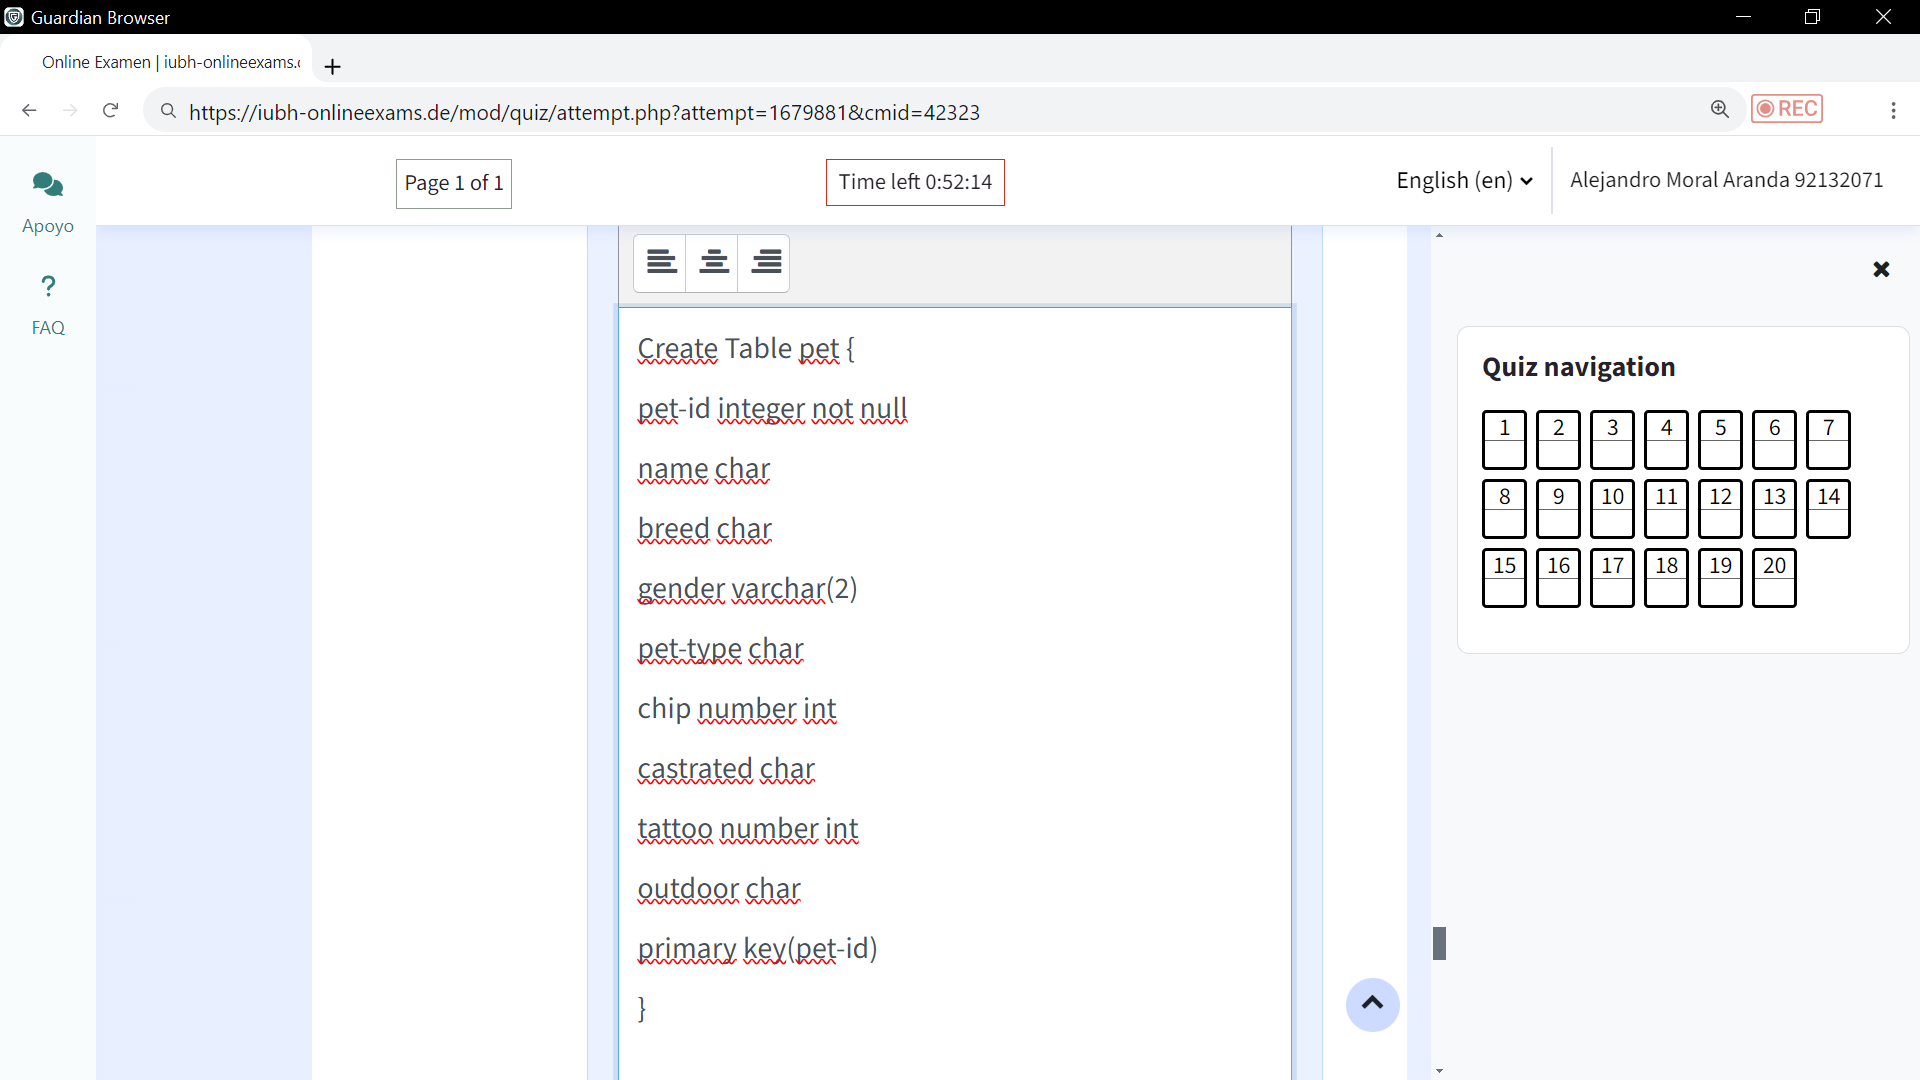 Guardian Browser
Online Examen | iubh-onlineexams.
https://iubh-onlineexams.de/mod/quiz/attempt.php?attempt=1679881&cmid=42323
REC
Apoyo
?
FAQ
Page 1 of 1
Time left 0:52:14
English (en)
Alejandro Moral Aranda 92132071
Create Table pet {
pet-id integer not null
name char
breed char
gender varchar(2)
pet-type char
chip number int
castrated char
tattoo number int
outdoor char
primary key(pet-id)
}
Quiz navigation
1 2 3 4 5 6 7
8 9 10 11 12 13 14
15 16 17 18 19 20